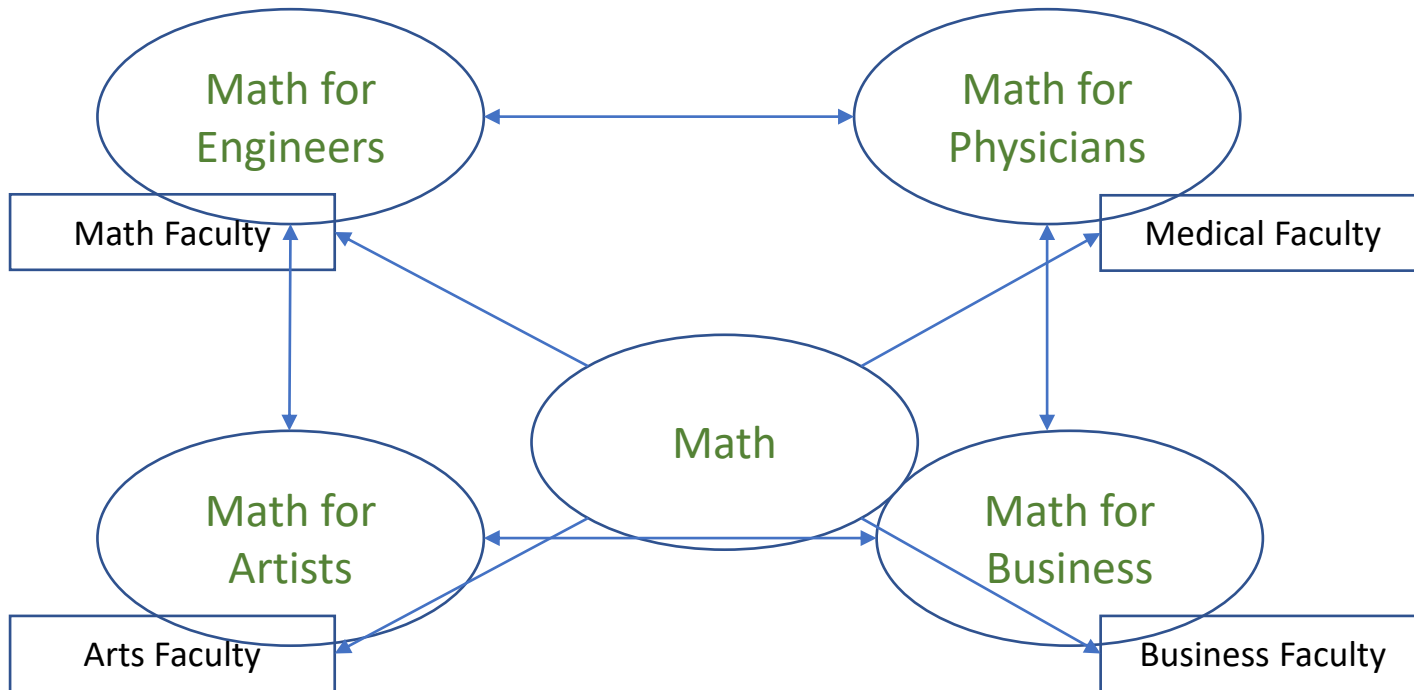 Math for
Engineers
Math for
Physicians
Math Faculty
Medical Faculty
Math
Math for
Artists
Math for
Business
Arts Faculty
Business Faculty